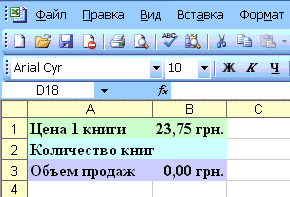 Файл Правка Вид Вставка Формат
Arial Cyr 10 Ж К Ч
D18 fx
A B C
1 Цена 1 книги 23,75 грн.
2 Количество книг
3 Объем продаж 0,00 грн.
4